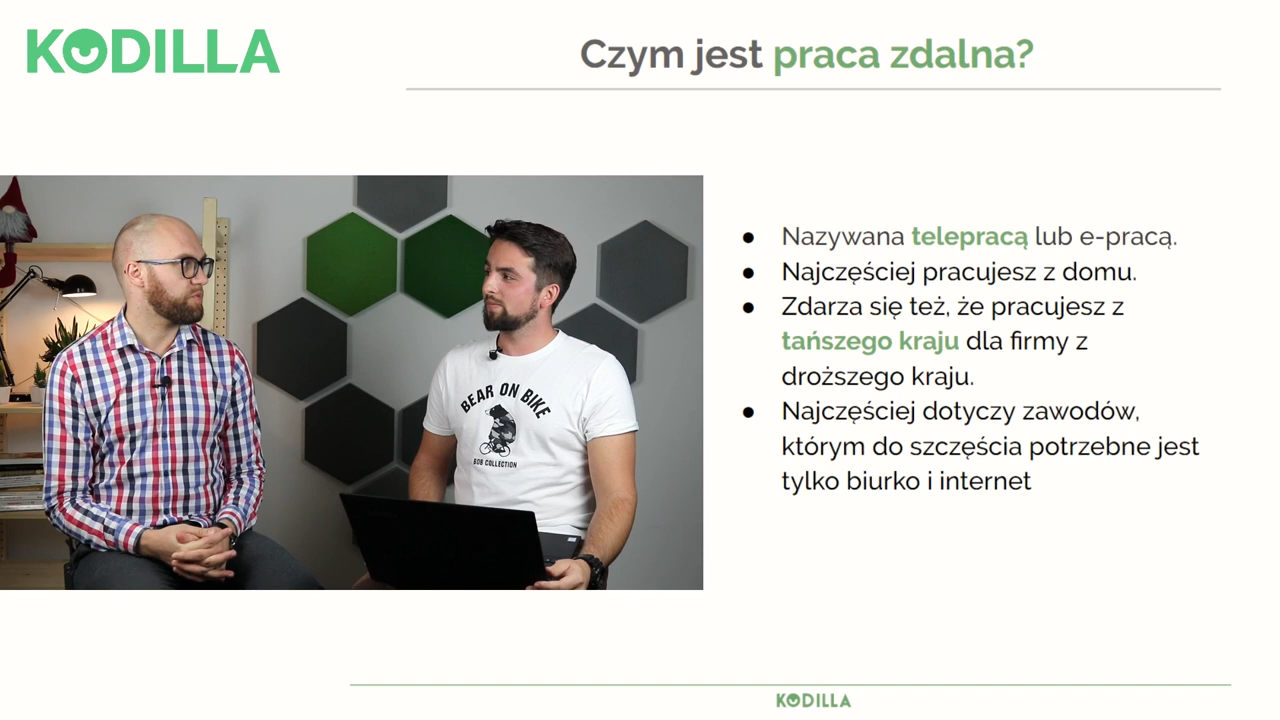 KODILLA
Czym jest praca zdalna?
BEAR ON BIKE
BOB COLLECTION
● Nazywana telepracą lub e-pracą.
● Najczęściej pracujesz z domu.
● Zdarza się też, że pracujesz z
tańszego kraju dla firmy z
droższego kraju.
● Najczęściej dotyczy zawodów,
którym do szczęścia potrzebne jest
tylko biurko i internet
KODILLA